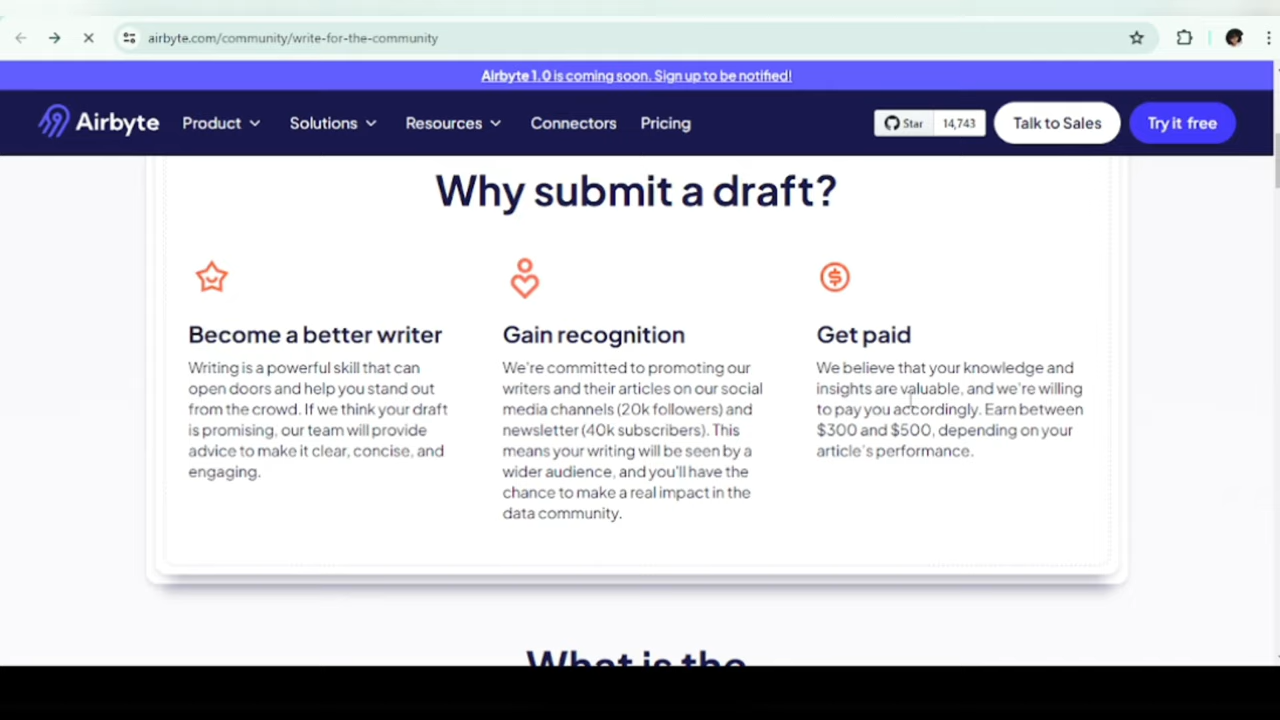 airbyte.com/community/write-for-the-community
Airbyte 1.0 is coming soon. Sign up to be notified!
Airbyte Product Solutions Resources Connectors Pricing Star 14,743 Talk to Sales Try it free
Why submit a draft?
Become a better writer
Writing is a powerful skill that can
open doors and help you stand out
from the crowd. If we think your draft
is promising, our team will provide
advice to make it clear, concise, and
engaging.
Gain recognition
We're committed to promoting our
writers and their articles on our social
media channels (20k followers) and
newsletter (40k subscribers). This
means your writing will be seen by a
wider audience, and you'll have the
chance to make a real impact in the
data community.
Get paid
We believe that your knowledge and
insights are valuable, and we're willing
to pay you accordingly. Earn between
$300 and $500, depending on your
article's performance.
What is the